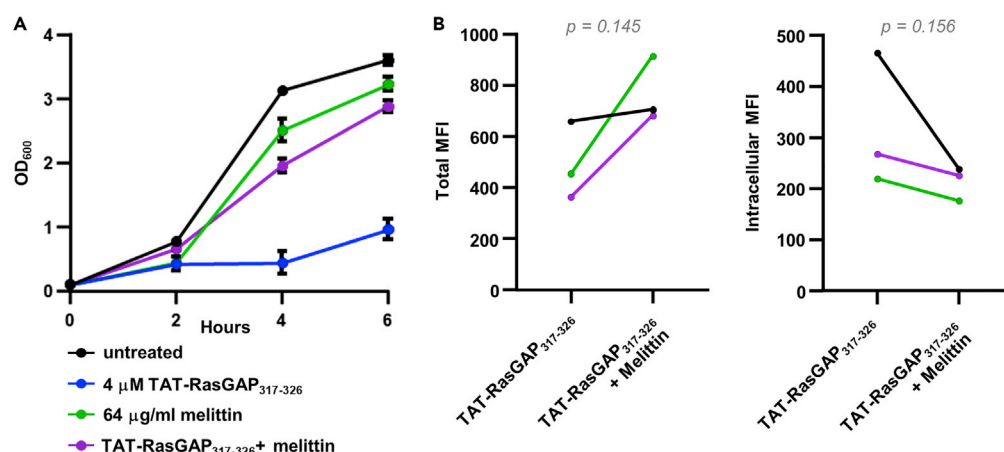 A
OD600
4
3
2
1
0
0
2
4
6
Hours
untreated
4 μM TAT-RasGAP317-326
64 μg/ml melittin
TAT-RasGAP317-326+ melittin
B
p = 0.145
Total MFI
1000
800
600
400
200
0
TAT-RasGAP317-326
TAT-RasGAP317-326
+ Melittin
p = 0.156
Intracellular MFI
500
400
300
200
100
0
TAT-RasGAP317-326
TAT-RasGAP317-326
+ Melittin